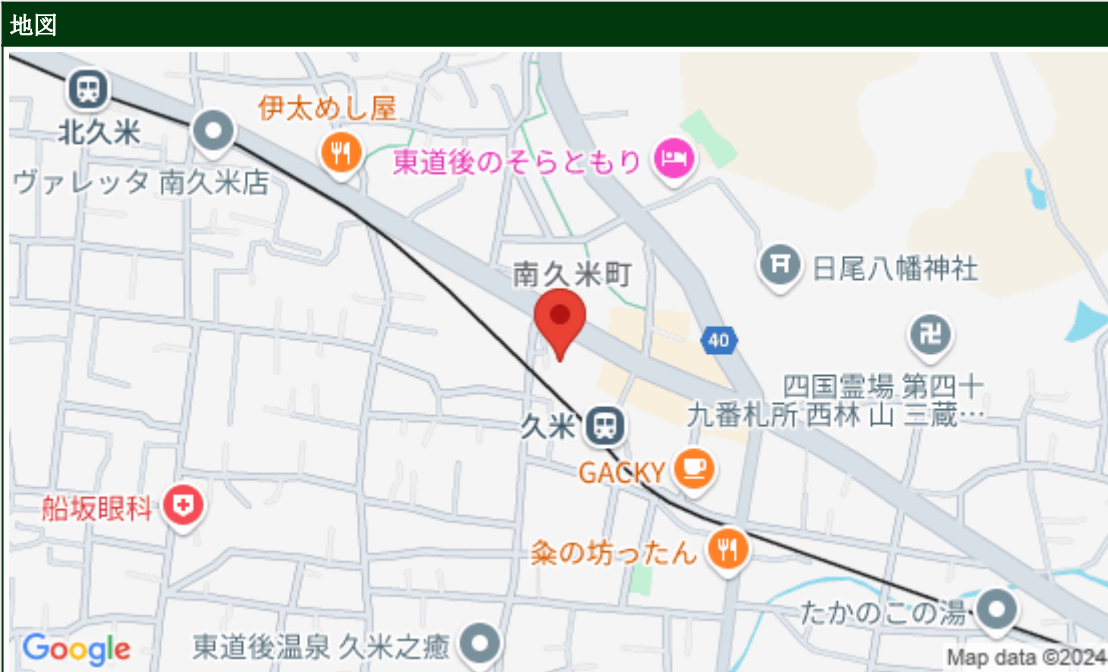 地図
北久米
伊太めし屋
東道後のそらともり
ヴァレッタ 南久米店
南久米町
日尾八幡神社
40
四国霊場 第四十
九番札所 西林 山 三蔵…
久米
GACKY
船坂眼科
粂の坊ったん
たかのこの湯
東道後温泉 久米之癒
Google
Map data ©2024